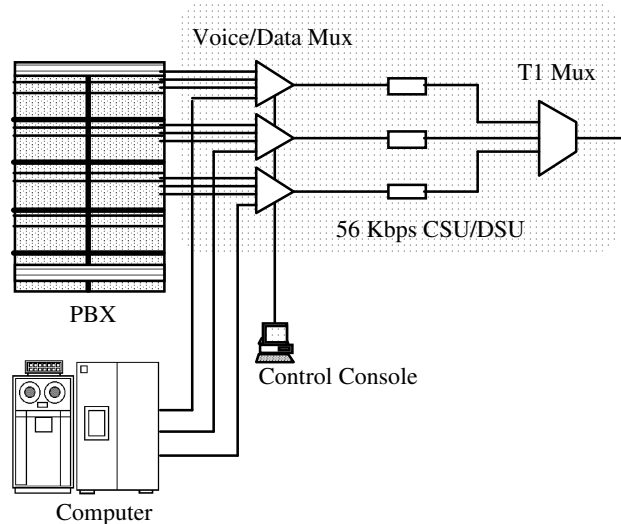 Voice/Data Mux
T1 Mux
56 Kbps CSU/DSU
PBX
Control Console
Computer